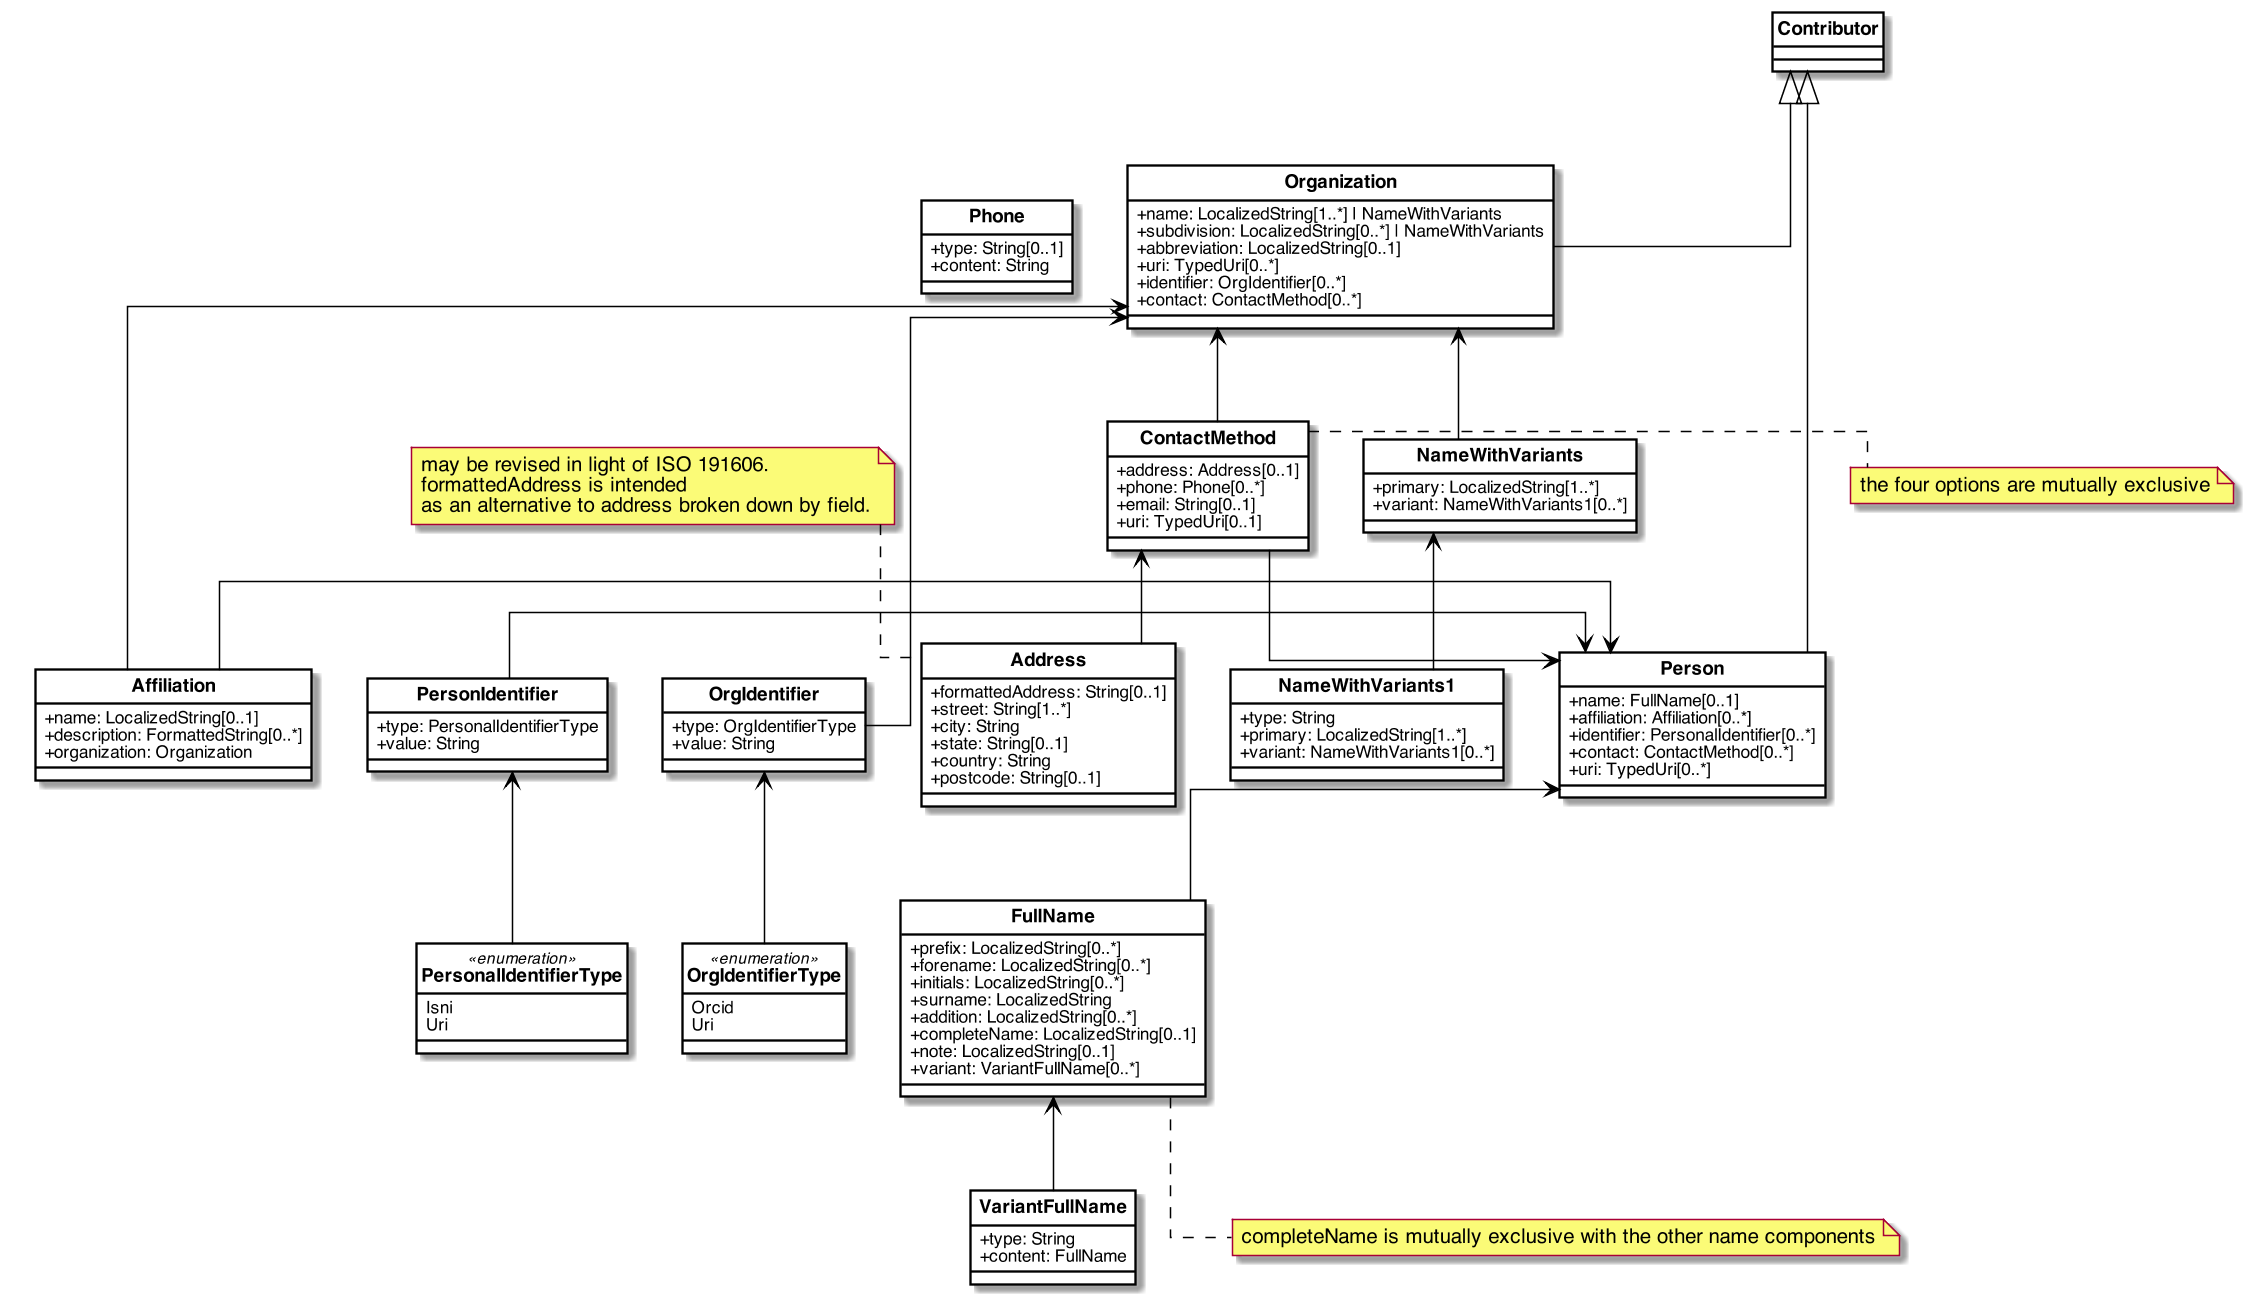 Contributor
Organization
+name: LocalizedString[1..*] | NameWithVariants
+subdivision: LocalizedString[0..*] | NameWithVariants
+abbreviation: LocalizedString[0..1]
+uri: TypedUri[0..*]
+identifier: OrgIdentifier[0..*]
+contact: ContactMethod[0..*]
Phone
+type: String[0..1]
+content: String
ContactMethod
+address: Address[0..1]
+phone: Phone[0..*]
+email: String[0..1]
+uri: TypedUri[0..1]
NameWithVariants
+primary: LocalizedString[1..*]
+variant: NameWithVariants1[0..*]
the four options are mutually exclusive
may be revised in light of ISO 191606.
formattedAddress is intended
as an alternative to address broken down by field.
Affiliation
+name: LocalizedString[0..1]
+description: FormattedString[0..*]
+organization: Organization
PersonIdentifier
+type: PersonalIdentifierType
+value: String
OrgIdentifier
+type: OrgIdentifierType
+value: String
Address
+formattedAddress: String[0..1]
+street: String[1..*]
+city: String
+state: String[0..1]
+country: String
+postcode: String[0..1]
NameWithVariants1
+type: String
+primary: LocalizedString[1..*]
+variant: NameWithVariants1[0..*]
Person
+name: FullName[0..1]
+affiliation: Affiliation[0..*]
+identifier: PersonalIdentifier[0..*]
+contact: ContactMethod[0..*]
+uri: TypedUri[0..*]
«enumeration»
PersonalIdentifierType
Isni
Uri
«enumeration»
OrgIdentifierType
Orcid
Uri
FullName
+prefix: LocalizedString[0..*]
+forename: LocalizedString[0..*]
+initials: LocalizedString[0..*]
+surname: LocalizedString
+addition: LocalizedString[0..*]
+completeName: LocalizedString[0..1]
+note: LocalizedString[0..1]
+variant: VariantFullName[0..*]
VariantFullName
+type: String
+content: FullName
completeName is mutually exclusive with the other name components